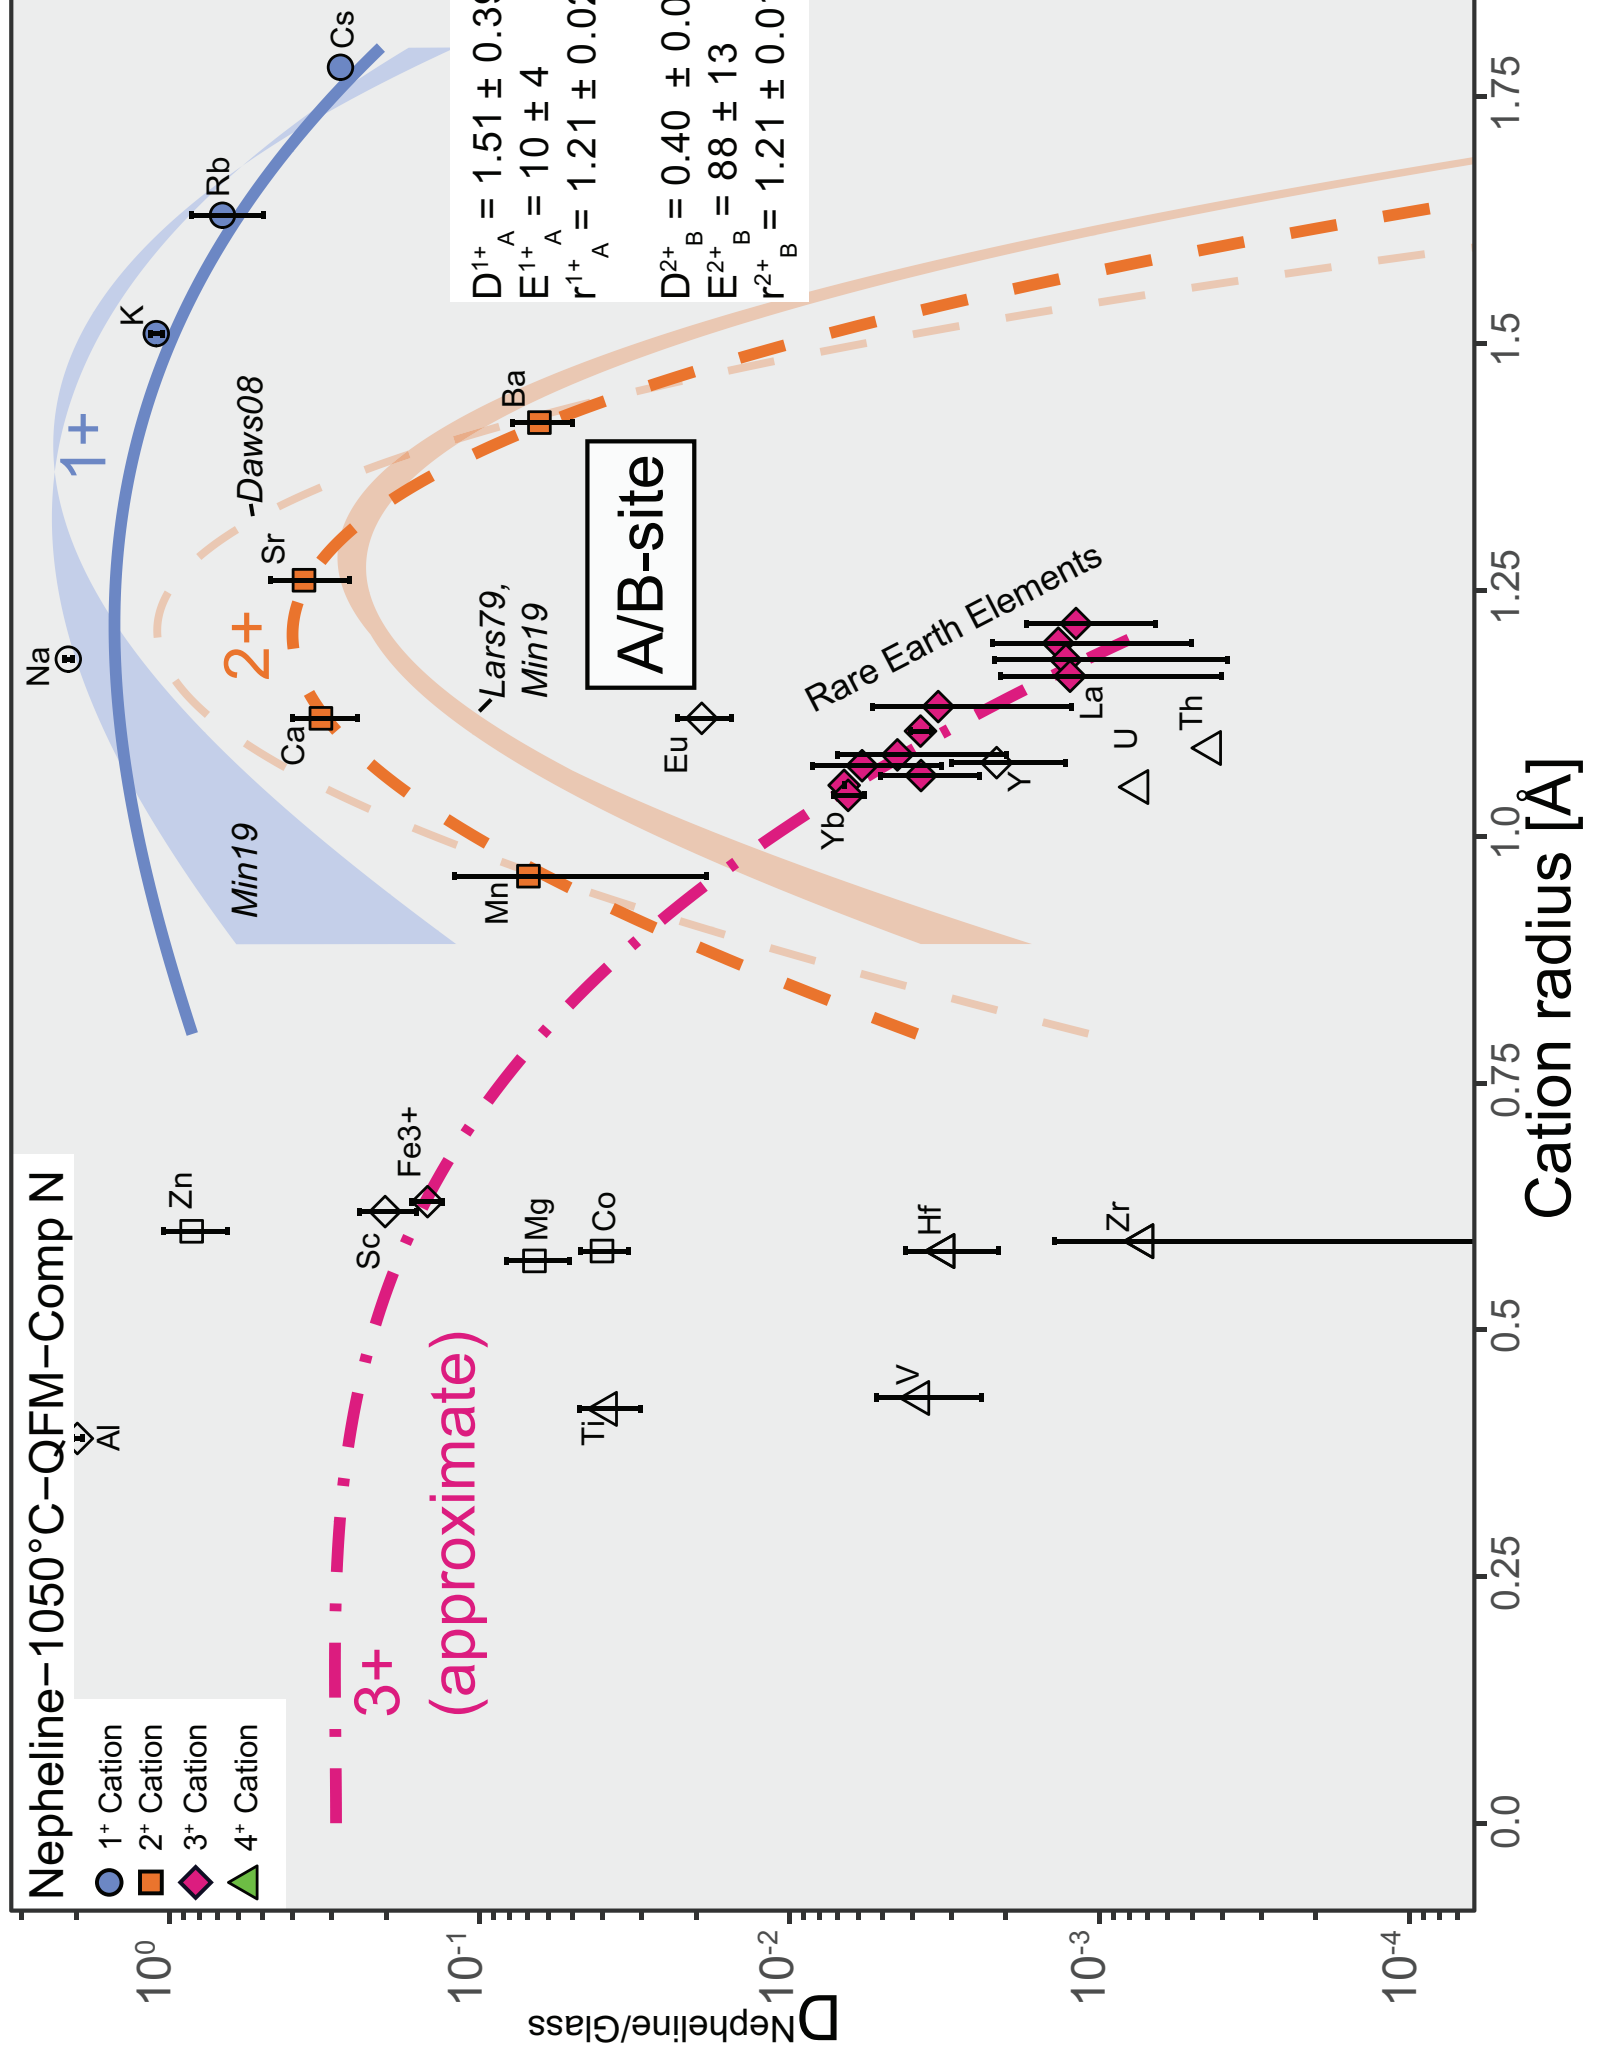 Nepheline−1050°C−QFM−Comp N
1+ Cation
2+ Cation
3+ Cation
4+ Cation
Al
Zn
Na
K
Rb
Cs
1+
Min19
Daws08
2+
Ca
Sr
Sc
Fe3+
3+
(approximate)
Mg
Co
Ti
Mn
Ba
Lars79,
Min19
A/B-site
Eu
D1+A = 1.51 ± 0.39
E1+A = 10 ± 4
r1+A = 1.21 ± 0.02
D2+B = 0.40 ± 0.0
E2+B = 88 ± 13
r2+B = 1.21 ± 0.01
Rare Earth Elements
Yb
Y
La
U
Th
V
Hf
Zr
100
10-1
10-2
10-3
10-4
DNepheline/Glass
0.0
0.25
0.5
0.75
1.0
1.25
1.5
1.75
Cation radius [Å]